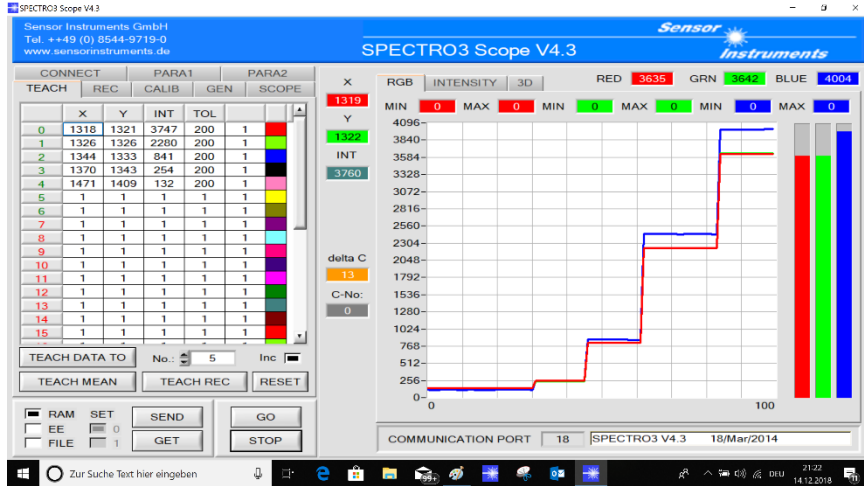 SPECTRO3 Scope V4.3
Sensor Instruments GmbH
Tel. ++49 (0) 8544-9719-0
www.sensorinstruments.de
SPECTRO3 Scope V4.3
Sensor
Instruments
CONNECT PARA1 PARA2
TEACH REC CALIB GEN SCOPE
X Y INT TOL
0 1318 1321 3747 200 1
1 1326 1326 2280 200 1
2 1344 1333 841 200 1
3 1370 1343 254 200 1
4 1471 1409 132 200 1
5 1 1 1 1 1
6 1 1 1 1 1
7 1 1 1 1 1
8 1 1 1 1 1
9 1 1 1 1 1
10 1 1 1 1 1
11 1 1 1 1 1
12 1 1 1 1 1
13 1 1 1 1 1
14 1 1 1 1 1
15 1 1 1 1 1
TEACH DATA TO No.: 5 Inc
TEACH MEAN TEACH REC RESET
RAM SET SEND GO
EE 0
FILE 1 GET STOP
X
1319
Y
1322
INT
3760
delta C
13
C-No:
0
RGB INTENSITY 3D RED 3635 GRN 3642 BLUE 4004
MIN 0 MAX 0 MIN 0 MAX 0 MIN 0 MAX 0
4096
3840
3584
3328
3072
2816
2560
2304
2048
1792
1536
1280
1024
768
512
256
0
0 100
COMMUNICATION PORT 18 SPECTRO3 V4.3 18/Mar/2014
Zur Suche Text hier eingeben 99+ DEU 21:22
14.12.2018